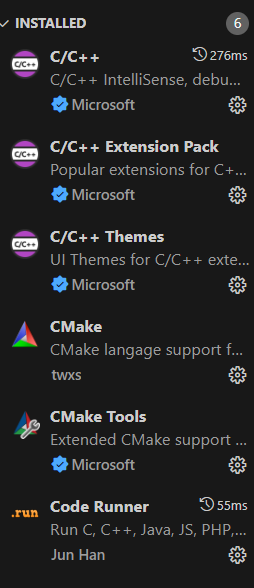 INSTALLED 6
C/C++
C/C++ 276ms
C/C++ IntelliSense, debu...
Microsoft
C/C++
C/C++ Extension Pack
Popular extensions for C+...
Microsoft
C/C++
C/C++ Themes
UI Themes for C/C++ exte...
Microsoft
CMake
CMake langage support f...
twxs
CMake Tools
Extended CMake support ...
Microsoft
.run
Code Runner 55ms
Run C, C++, Java, JS, PHP,...
Jun Han